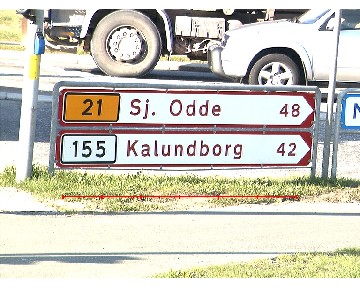 21 Sj. Odde 48
155 Kalundborg 42
N